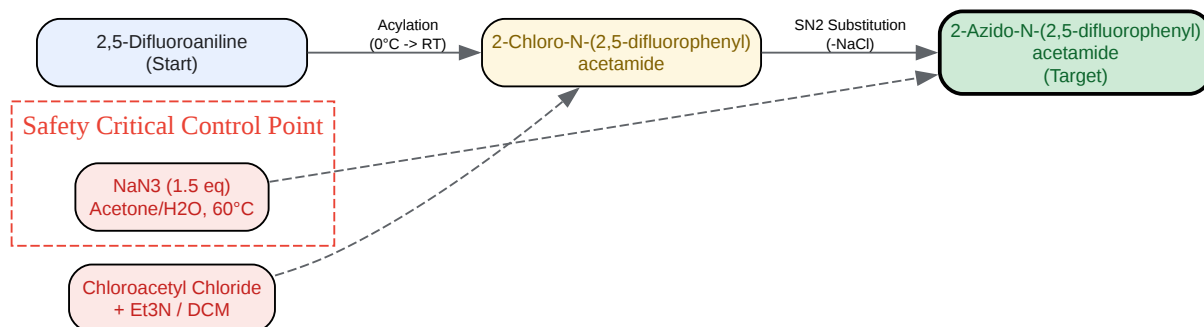 2,5-Difluoroaniline
(Start)
Acylation
(0°C -> RT)
2-Chloro-N-(2,5-difluorophenyl)
acetamide
SN2 Substitution
(-NaCl)
2-Azido-N-(2,5-difluorophenyl)
acetamide
(Target)
Safety Critical Control Point
NaN3 (1.5 eq)
Acetone/H2O, 60°C
Chloroacetyl Chloride
+ Et3N / DCM